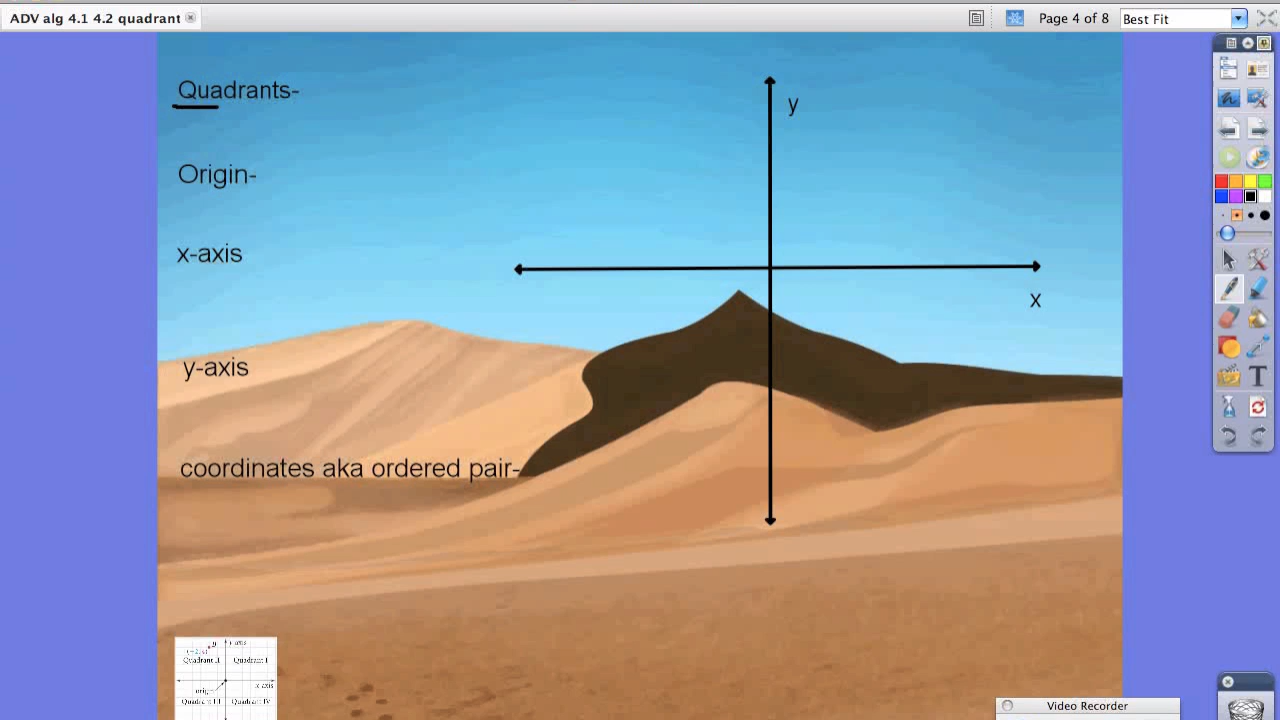 ADV alg 4.1 4.2 quadrant
Page 4 of 8
Best Fit
Quadrants-
y
Origin-
x-axis
x
y-axis
coordinates aka ordered pair-
Quadrant II
Quadrant I
x axis
Quadrant III
Quadrant IV
Video Recorder